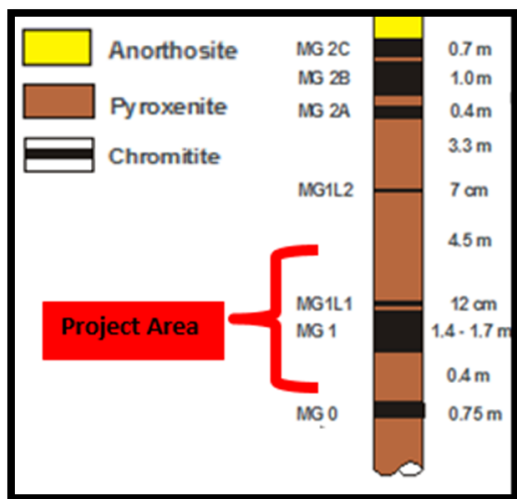 Anorthosite
Pyroxenite
Chromitite
MG 2C 0.7 m
MG 2B 1.0 m
MG 2A 0.4 m
3.3 m
MG1L2 7 cm
4.5 m
MG1L1 12 cm
MG 1 1.4 - 1.7 m
0.4 m
MG 0 0.75 m
Project Area